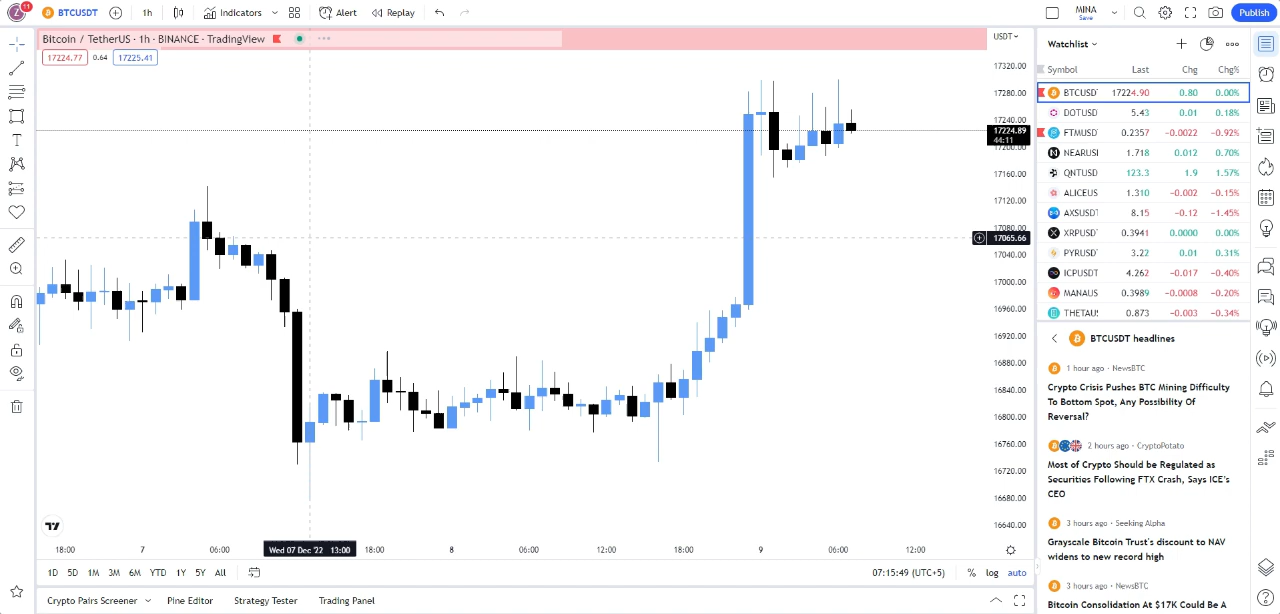 11
BTCUSDT
1h
Indicators
Alert
Replay
MINA
Save
Publish
Bitcoin / TetherUS · 1h · BINANCE · TradingView
17224.77 0.64 17225.41
USDT
17320.00
17280.00
17240.00
17224.89
44:11
17200.00
17160.00
17120.00
17080.00
17065.66
17040.00
17000.00
16960.00
16920.00
16880.00
16840.00
16800.00
16760.00
16720.00
16680.00
16640.00
18:00 7 06:00 Wed 07 Dec '22 13:00 18:00 8 06:00 12:00 18:00 9 06:00 12:00
1D 5D 1M 3M 6M YTD 1Y 5Y All
07:15:49 (UTC+5) % log auto
Crypto Pairs Screener Pine Editor Strategy Tester Trading Panel
Watchlist
Symbol Last Chg Chg%
BTCUSD 17224.90 0.80 0.00%
DOTUSD 5.43 0.01 0.18%
FTMUSD 0.2357 -0.0022 -0.92%
NEARUSI 1.718 0.012 0.70%
QNTUSD 123.3 1.9 1.57%
ALICEUS 1.310 -0.002 -0.15%
AXSUSDT 8.15 -0.12 -1.45%
XRPUSD 0.3941 0.0000 0.00%
PYRUSD 3.22 0.01 0.31%
ICPUSDT 4.262 -0.017 -0.40%
MANAUS 0.3989 -0.0008 -0.20%
THETAUS 0.873 -0.003 -0.34%
BTCUSDT headlines
1 hour ago · NewsBTC
Crypto Crisis Pushes BTC Mining Difficulty
To Bottom Spot, Any Possibility Of
Reversal?
2 hours ago · CryptoPotato
Most of Crypto Should be Regulated as
Securities Following FTX Crash, Says ICE's
CEO
3 hours ago · Seeking Alpha
Grayscale Bitcoin Trust's discount to NAV
widens to new record high
3 hours ago · NewsBTC
Bitcoin Consolidation At $17K Could Be A